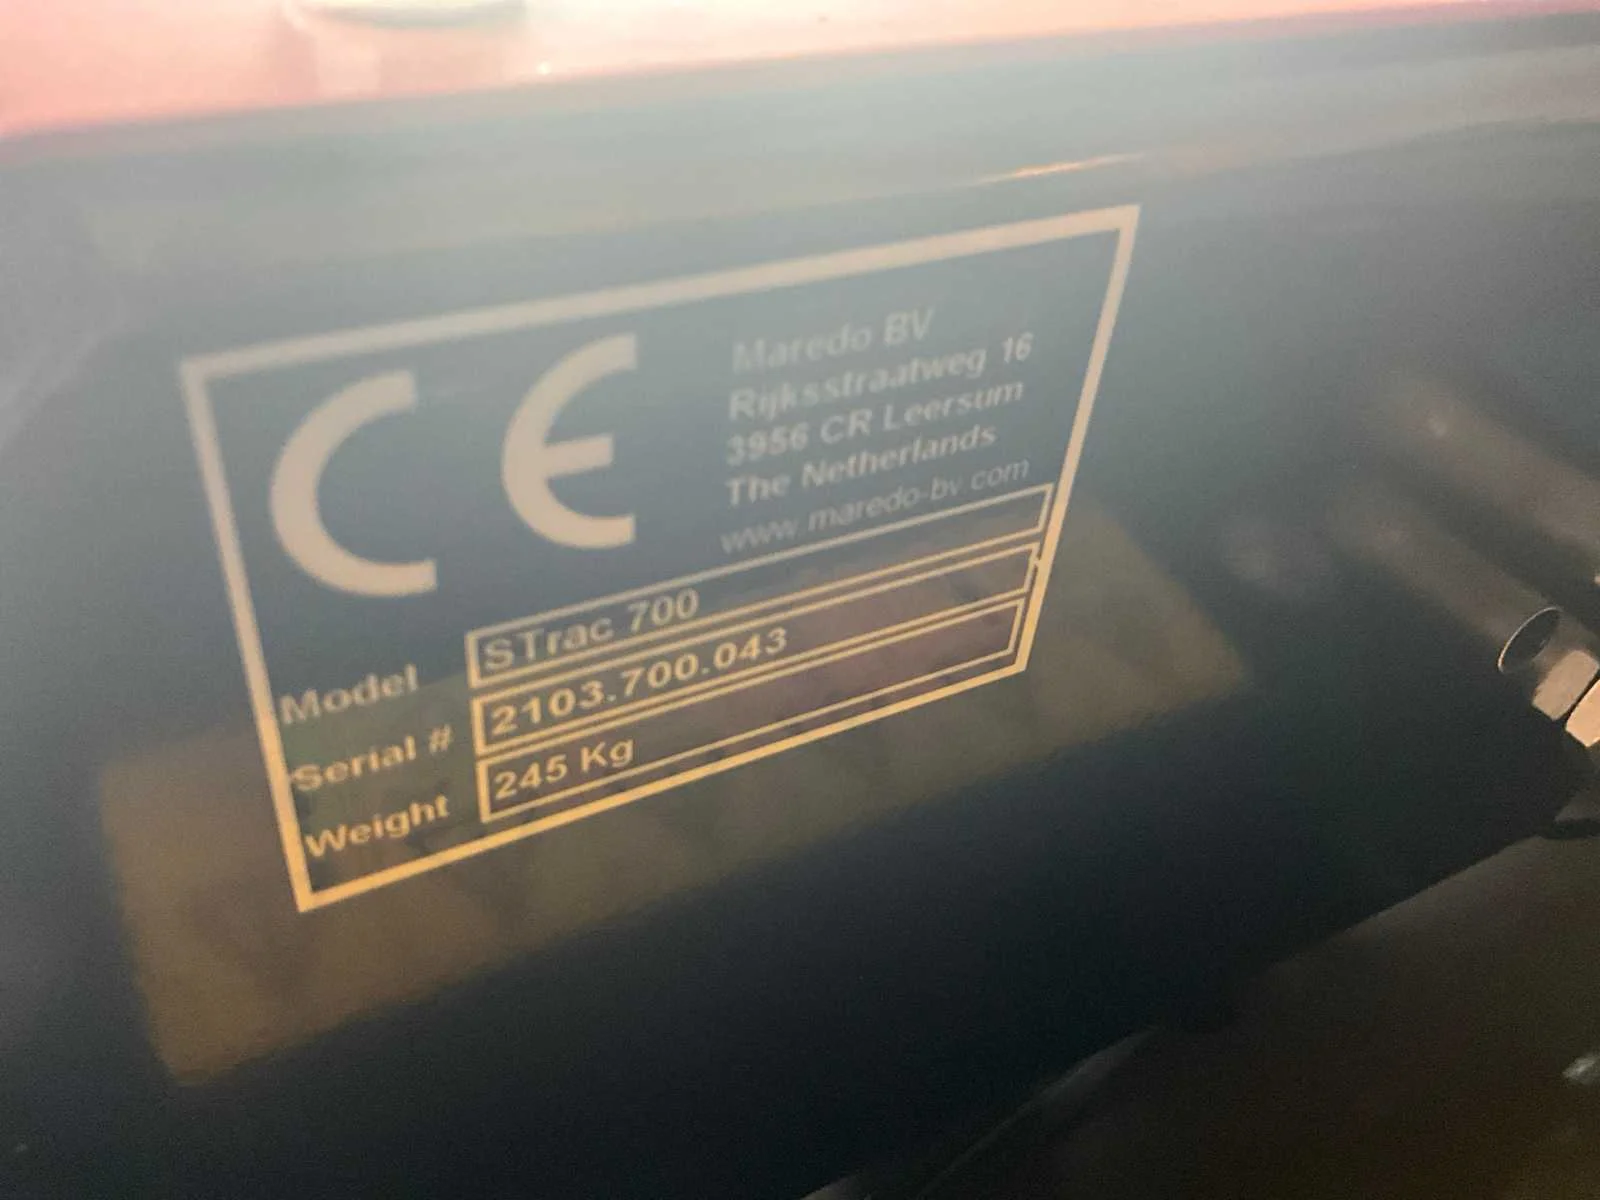 CE
Maredo BV
Rijksstraatweg 16
3956 CR Leersum
The Netherlands
www.maredo-bv.com
Model STrac 700
Serial # 2103.700.043
Weight 245 Kg